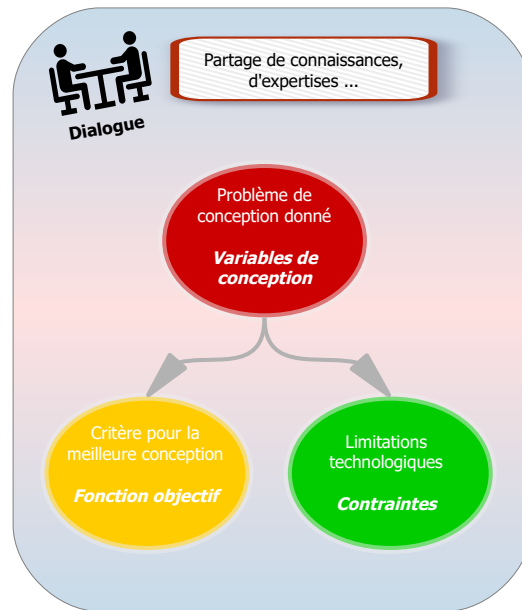 Partage de connaissances,
d'expertises ...
Dialogue
Problème de
conception donné
Variables de
conception
Critère pour la
meilleure conception
Fonction objectif
Limitations
technologiques
Contraintes